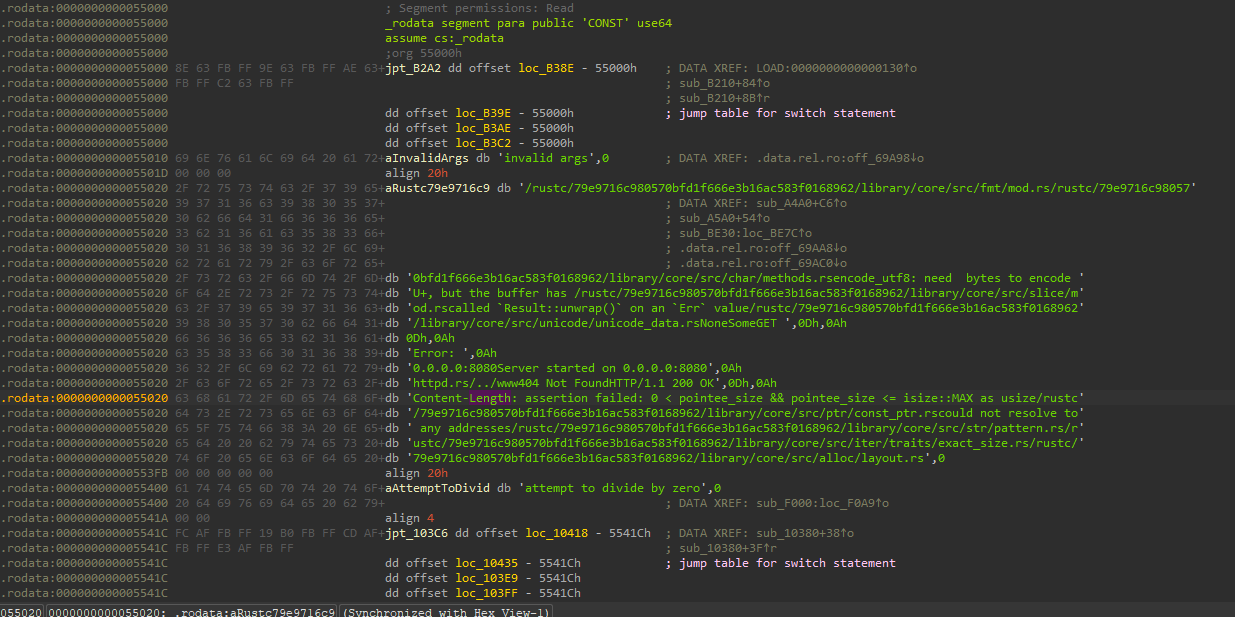 .rodata:0000000000055000 ; Segment permissions: Read
.rodata:0000000000055000 _rodata segment para public 'CONST' use64
.rodata:0000000000055000 assume cs:_rodata
.rodata:0000000000055000 ;org 55000h
.rodata:0000000000055000 8E 63 FB FF 9E 63 FB FF AE 63+jpt_B2A2 dd offset loc_B38E - 55000h ; DATA XREF: LOAD:0000000000000130↑o
.rodata:0000000000055000 FB FF C2 63 FB FF ; sub_B210+84↑o
.rodata:0000000000055000 ; sub_B210+8B↑r
.rodata:0000000000055000 dd offset loc_B39E - 55000h ; jump table for switch statement
.rodata:0000000000055000 dd offset loc_B3AE - 55000h
.rodata:0000000000055000 dd offset loc_B3C2 - 55000h
.rodata:0000000000055010 69 6E 76 61 6C 69 64 20 61 72+aInvalidArgs db 'invalid args',0 ; DATA XREF: .data.rel.ro:off_69A98↓o
.rodata:000000000005501D 00 00 00 align 20h
.rodata:0000000000055020 2F 72 75 73 74 63 2F 37 39 65+aRustc79e9716c9 db '/rustc/79e9716c980570bfd1f666e3b16ac583f0168962/library/core/src/fmt/mod.rs/rustc/79e9716c98057'
.rodata:0000000000055020 39 37 31 36 63 39 38 30 35 37+ ; DATA XREF: sub_A4A0+C6↑o
.rodata:0000000000055020 30 62 66 64 31 66 36 36 36 65+ ; sub_A5A0+54↑o
.rodata:0000000000055020 33 62 31 36 61 63 35 38 33 66+ ; sub_BE30:loc_BE7C↑o
.rodata:0000000000055020 30 31 36 38 39 36 32 2F 6C 69+ ; .data.rel.ro:off_69AA8↓o
.rodata:0000000000055020 62 72 61 72 79 2F 63 6F 72 65+ ; .data.rel.ro:off_69AC0↓o
.rodata:0000000000055020 2F 73 72 63 2F 66 6D 74 2F 6D+db '0bfd1f666e3b16ac583f0168962/library/core/src/char/methods.rsencode_utf8: need  bytes to encode '
.rodata:0000000000055020 6F 64 2E 72 73 2F 72 75 73 74+db 'U+, but the buffer has /rustc/79e9716c980570bfd1f666e3b16ac583f0168962/library/core/src/slice/m'
.rodata:0000000000055020 63 2F 37 39 65 39 37 31 36 63+db 'od.rscalled `Result::unwrap()` on an `Err` value/rustc/79e9716c980570bfd1f666e3b16ac583f0168962'
.rodata:0000000000055020 39 38 30 35 37 30 62 66 64 31+db '/library/core/src/unicode/unicode_data.rsNoneSomeGET ',0Dh,0Ah
.rodata:0000000000055020 66 36 36 36 65 33 62 31 36 61+db 0Dh,0Ah
.rodata:0000000000055020 63 35 38 33 66 30 31 36 38 39+db 'Error: ',0Ah
.rodata:0000000000055020 36 32 2F 6C 69 62 72 61 72 79+db '0.0.0.0:8080Server started on 0.0.0.0:8080',0Ah
.rodata:0000000000055020 2F 63 6F 72 65 2F 73 72 63 2F+db 'httpd.rs/../www404 Not FoundHTTP/1.1 200 OK',0Dh,0Ah
.rodata:0000000000055020 63 68 61 72 2F 6D 65 74 68 6F+db 'Content-Length: assertion failed: 0 < pointee_size && pointee_size <= isize::MAX as usize/rustc'
.rodata:0000000000055020 64 73 2E 72 73 65 6E 63 6F 64+db '/79e9716c980570bfd1f666e3b16ac583f0168962/library/core/src/ptr/const_ptr.rscould not resolve to'
.rodata:0000000000055020 65 5F 75 74 66 38 3A 20 6E 65+db ' any addresses/rustc/79e9716c980570bfd1f666e3b16ac583f0168962/library/core/src/str/pattern.rs/r'
.rodata:0000000000055020 65 64 20 20 62 79 74 65 73 20+db 'ustc/79e9716c980570bfd1f666e3b16ac583f0168962/library/core/src/iter/traits/exact_size.rs/rustc/'
.rodata:0000000000055020 74 6F 20 65 6E 63 6F 64 65 20+db '79e9716c980570bfd1f666e3b16ac583f0168962/library/core/src/alloc/layout.rs',0
.rodata:00000000000553FB 00 00 00 00 00 align 20h
.rodata:0000000000055400 61 74 74 65 6D 70 74 20 74 6F+aAttemptToDivid db 'attempt to divide by zero',0
.rodata:0000000000055400 20 64 69 76 69 64 65 20 62 79+ ; DATA XREF: sub_F000:loc_F0A9↑o
.rodata:000000000005541A 00 00 align 4
.rodata:000000000005541C FC AF FB FF 19 B0 FB FF CD AF+jpt_103C6 dd offset loc_10418 - 5541Ch ; DATA XREF: sub_10380+38↑o
.rodata:000000000005541C FB FF E3 AF FB FF ; sub_10380+3F↑r
.rodata:000000000005541C dd offset loc_10435 - 5541Ch ; jump table for switch statement
.rodata:000000000005541C dd offset loc_103E9 - 5541Ch
.rodata:000000000005541C dd offset loc_103FF - 5541Ch
055020 0000000000055020: .rodata:aRustc79e9716c9 (Synchronized with Hex View-1)